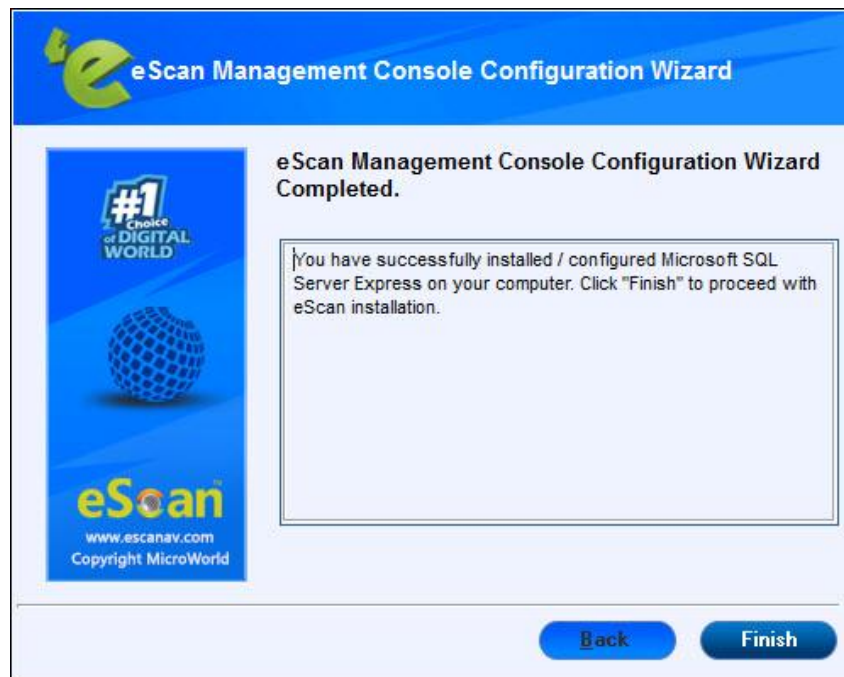 eScan Management Console Configuration Wizard
#1
Choice
of DIGITAL
WORLD
eScan
www.escanav.com
Copyright MicroWorld
eScan Management Console Configuration Wizard
Completed.
You have successfully installed / configured Microsoft SQL
Server Express on your computer. Click "Finish" to proceed with
eScan installation.
Back
Finish